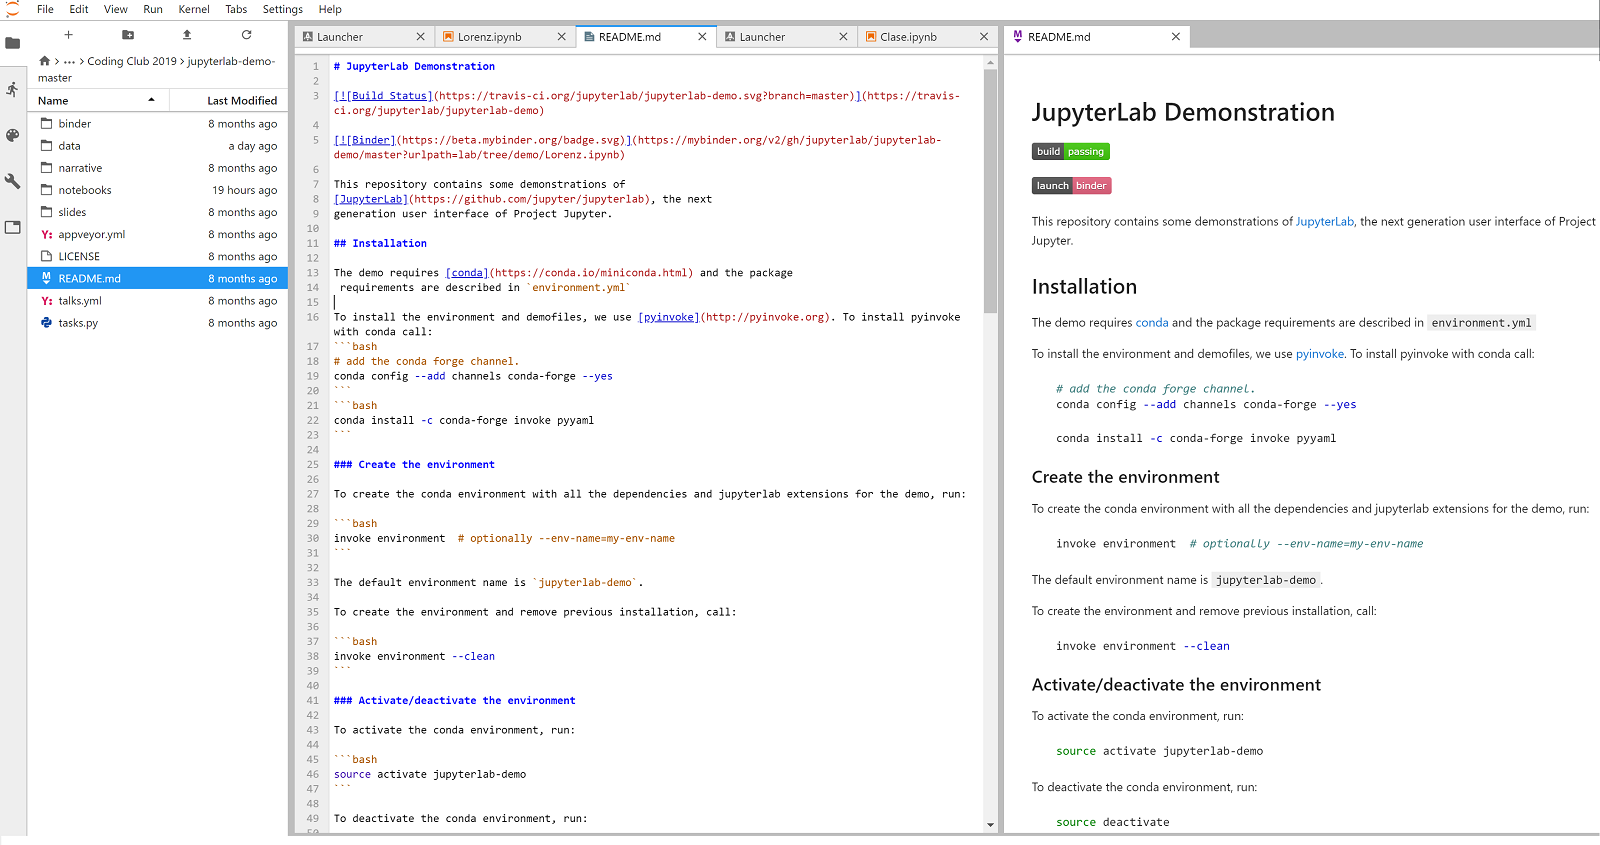 File Edit View Run Kernel Tabs Settings Help
Launcher
Lorenz.ipynb
README.md
Launcher
Clase.ipynb
README.md
... > Coding Club 2019 > jupyterlab-demo-
master
Name Last Modified
binder 8 months ago
data a day ago
narrative 8 months ago
notebooks 19 hours ago
slides 8 months ago
Y: appveyor.yml 8 months ago
LICENSE 8 months ago
README.md 8 months ago
Y: talks.yml 8 months ago
tasks.py 8 months ago
1 # JupyterLab Demonstration
2
3 [![Build Status](https://travis-ci.org/jupyterlab/jupyterlab-demo.svg?branch=master)](https://travis-
ci.org/jupyterlab/jupyterlab-demo)
4
5 [![Binder](https://beta.mybinder.org/badge.svg)](https://mybinder.org/v2/gh/jupyterlab/jupyterlab-
demo/master?urlpath=lab/tree/demo/Lorenz.ipynb)
6
7 This repository contains some demonstrations of
8 [JupyterLab](https://github.com/jupyter/jupyterlab), the next
9 generation user interface of Project Jupyter.
10
11 ## Installation
12
13 The demo requires [conda](https://conda.io/miniconda.html) and the package
14 requirements are described in `environment.yml`
15
16 To install the environment and demofiles, we use [pyinvoke](http://pyinvoke.org). To install pyinvoke
with conda call:
17 ```bash
18 # add the conda forge channel.
19 conda config --add channels conda-forge --yes
20 ```
21 ```bash
22 conda install -c conda-forge invoke pyyaml
23 ```
24
25 ### Create the environment
26
27 To create the conda environment with all the dependencies and jupyterlab extensions for the demo, run:
28
29 ```bash
30 invoke environment # optionally --env-name=my-env-name
31 ```
32
33 The default environment name is `jupyterlab-demo`.
34
35 To create the environment and remove previous installation, call:
36
37 ```bash
38 invoke environment --clean
39 ```
40
41 ### Activate/deactivate the environment
42
43 To activate the conda environment, run:
44
45 ```bash
46 source activate jupyterlab-demo
47 ```
48
49 To deactivate the conda environment, run:
50
JupyterLab Demonstration
build passing
launch binder
This repository contains some demonstrations of JupyterLab, the next generation user interface of Project
Jupyter.
Installation
The demo requires conda and the package requirements are described in environment.yml
To install the environment and demofiles, we use pyinvoke. To install pyinvoke with conda call:
# add the conda forge channel.
conda config --add channels conda-forge --yes
conda install -c conda-forge invoke pyyaml
Create the environment
To create the conda environment with all the dependencies and jupyterlab extensions for the demo, run:
invoke environment # optionally --env-name=my-env-name
The default environment name is jupyterlab-demo.
To create the environment and remove previous installation, call:
invoke environment --clean
Activate/deactivate the environment
To activate the conda environment, run:
source activate jupyterlab-demo
To deactivate the conda environment, run:
source deactivate